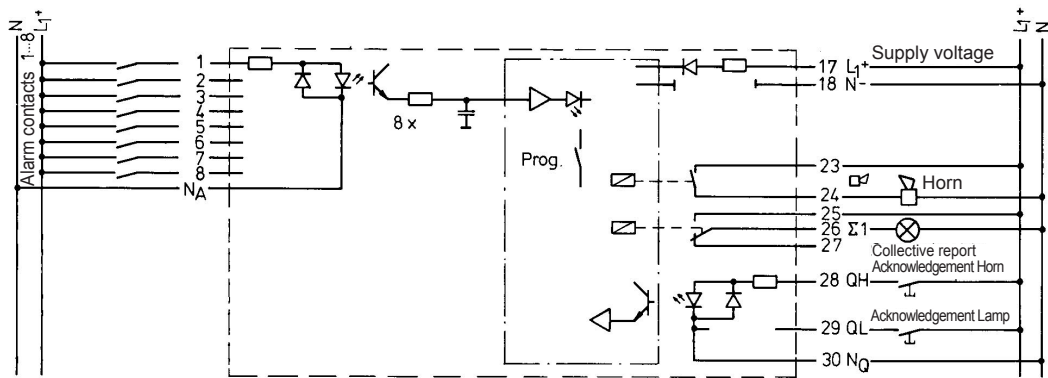 N
L1+
Alarm contacts 1...8
1
2
3
4
5
6
7
8
NA
8 x
Prog.
17 L1+
Supply voltage
18 N-
23
24
Horn
25
26 Σ1
27
Collective report
Acknowledgement Horn
28 QH
Acknowledgement Lamp
29 QL
30 NQ
L1+
N